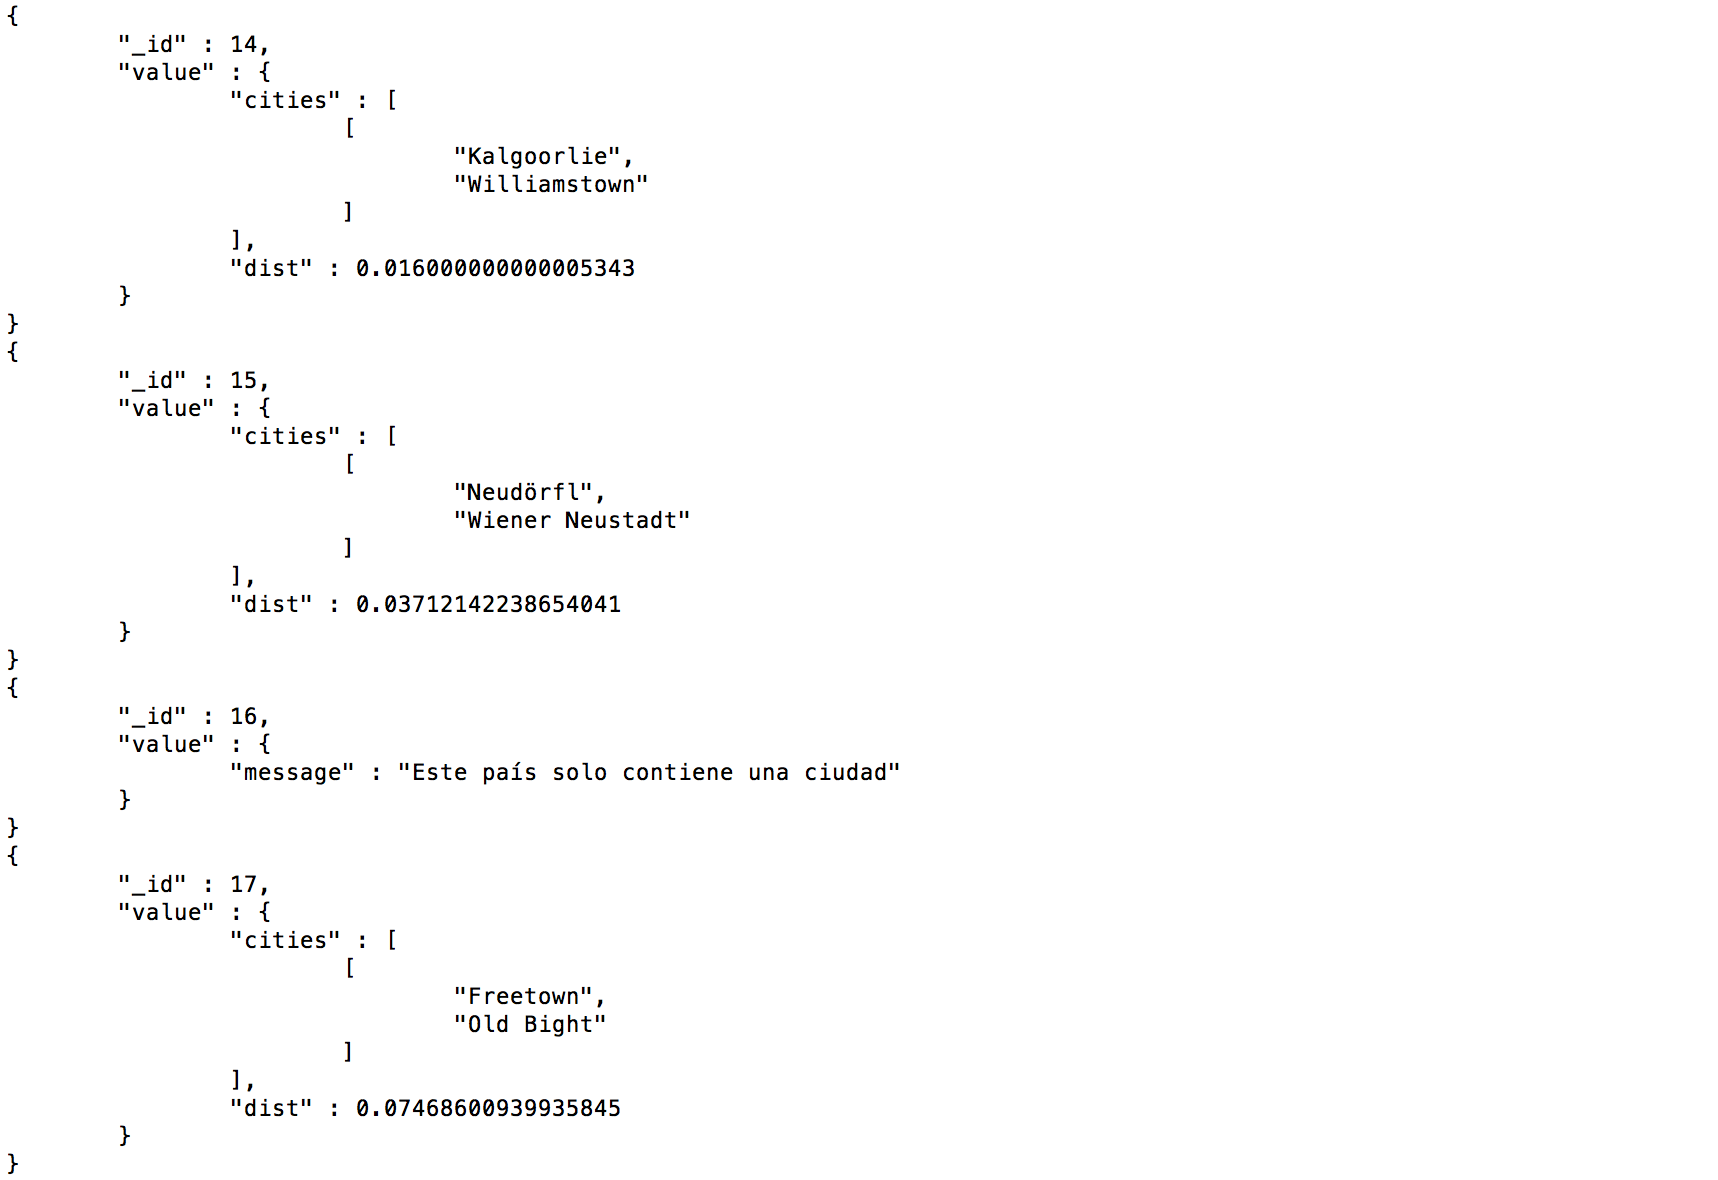 {
"_id" : 14,
"value" : {
"cities" : [
[
"Kalgoorlie",
"Williamstown"
]
],
"dist" : 0.016000000000005343
}
}
{
"_id" : 15,
"value" : {
"cities" : [
[
"Neudörfl",
"Wiener Neustadt"
]
],
"dist" : 0.03712142238654041
}
}
{
"_id" : 16,
"value" : {
"message" : "Este país solo contiene una ciudad"
}
}
{
"_id" : 17,
"value" : {
"cities" : [
[
"Freetown",
"Old Bight"
]
],
"dist" : 0.07468600939935845
}
}